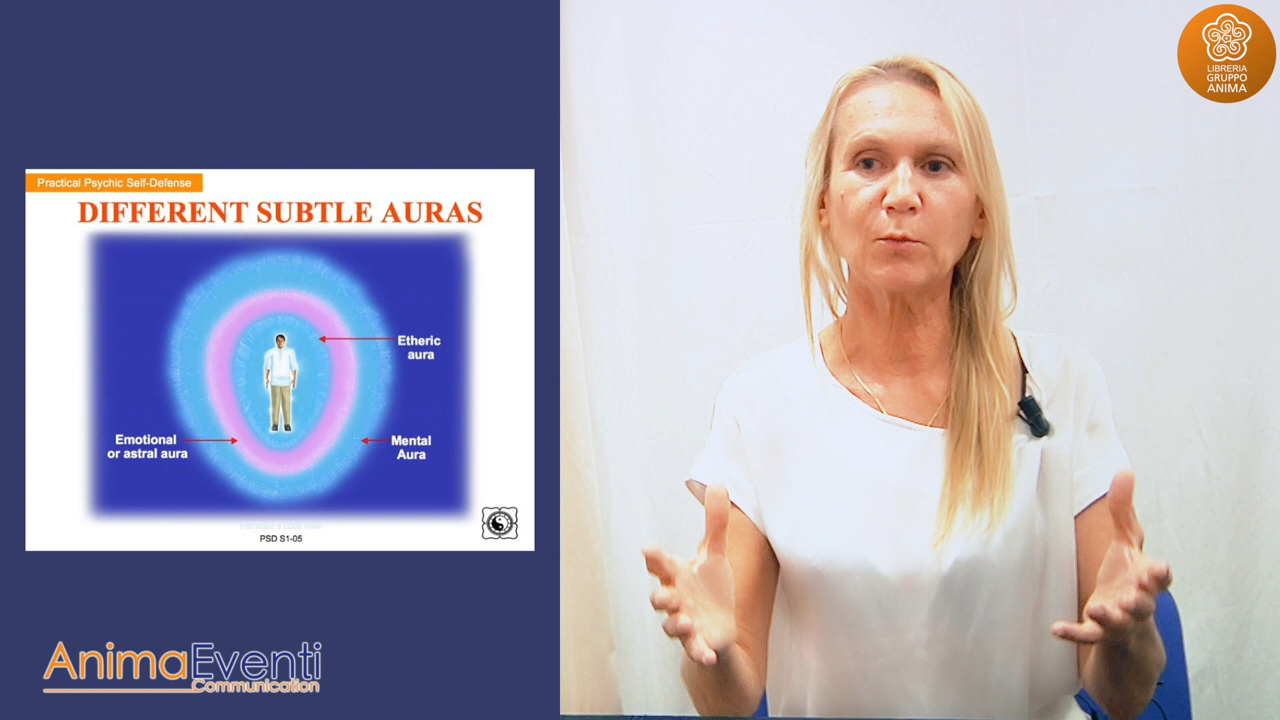 Practical Psychic Self-Defense
DIFFERENT SUBTLE AURAS
Etheric
aura
Emotional
or astral aura
Mental
Aura
PSD S1-05
AnimaEventi
Communication
LIBRERIA
GRUPPO
ANIMA